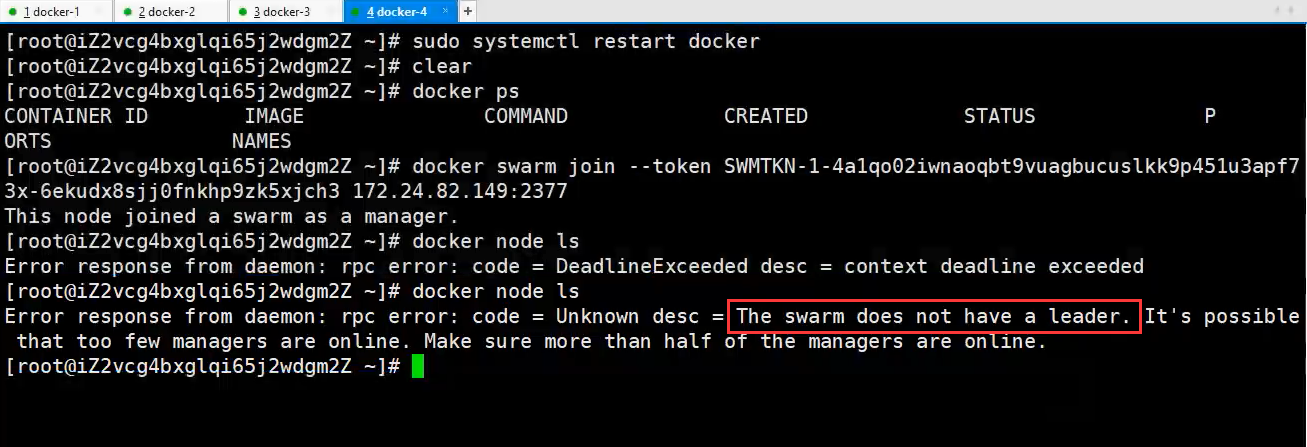 1 docker-1 2 docker-2 3 docker-3 4 docker-4 × +
[root@iZ2vcg4bxglqi65j2wdgm2Z ~]# sudo systemctl restart docker
[root@iZ2vcg4bxglqi65j2wdgm2Z ~]# clear
[root@iZ2vcg4bxglqi65j2wdgm2Z ~]# docker ps
CONTAINER ID        IMAGE               COMMAND             CREATED             STATUS              P
ORTS               NAMES
[root@iZ2vcg4bxglqi65j2wdgm2Z ~]# docker swarm join --token SWMTKN-1-4a1qo02iwnaoqbt9vuagbucuslkk9p451u3apf7
3x-6ekudx8sjj0fnkhp9zk5xjch3 172.24.82.149:2377
This node joined a swarm as a manager.
[root@iZ2vcg4bxglqi65j2wdgm2Z ~]# docker node ls
Error response from daemon: rpc error: code = DeadlineExceeded desc = context deadline exceeded
[root@iZ2vcg4bxglqi65j2wdgm2Z ~]# docker node ls
Error response from daemon: rpc error: code = Unknown desc = The swarm does not have a leader. It's possible
 that too few managers are online. Make sure more than half of the managers are online.
[root@iZ2vcg4bxglqi65j2wdgm2Z ~]#